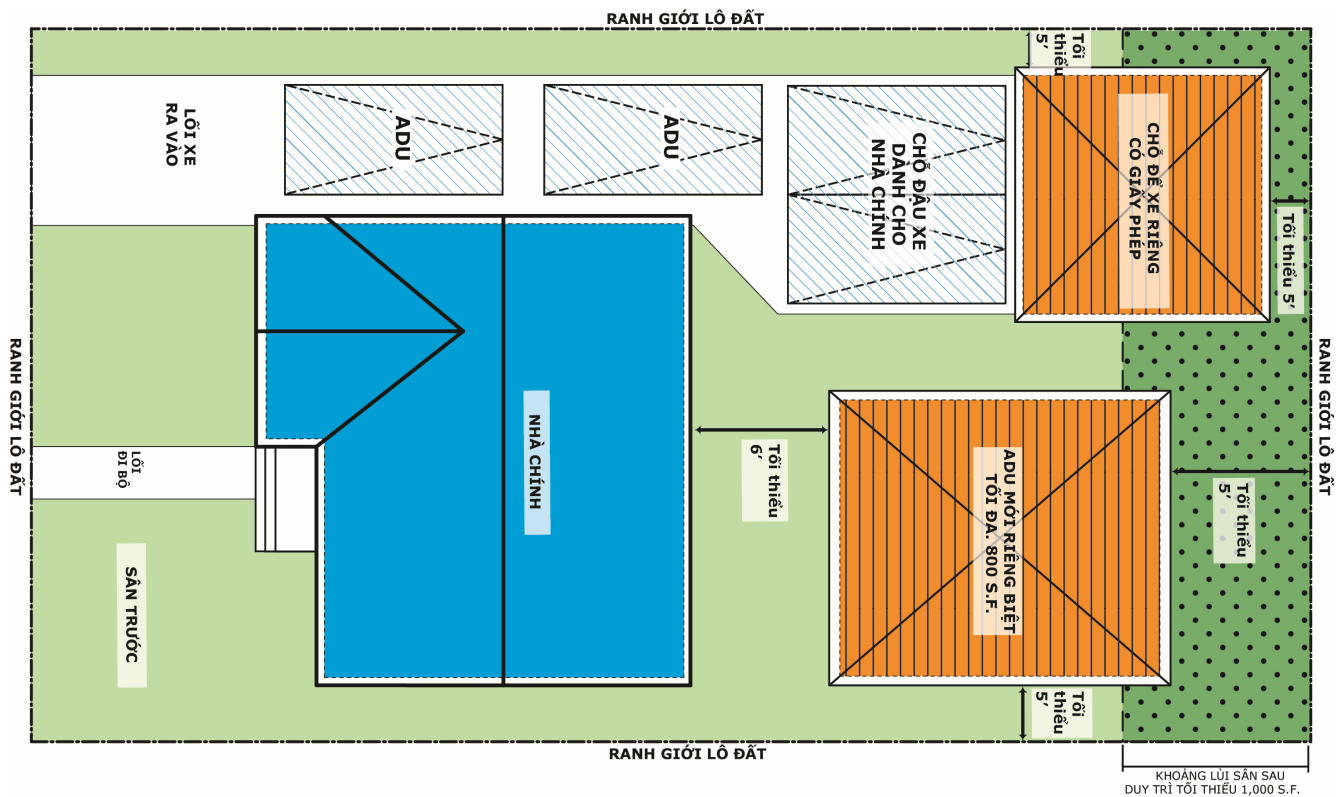 RANH GIỚI LÔ ĐẤT
Tối
thiểu
5’
LỐI XE
RA VÀO
ADU
ADU
CHỖ ĐẬU XE
DÀNH CHO
NHÀ CHÍNH
CHỖ ĐỂ XE RIÊNG
CÓ GIẤY PHÉP
Tối thiểu 5’
RANH GIỚI LÔ ĐẤT
RANH GIỚI LÔ ĐẤT
LỐI
ĐI BỘ
NHÀ CHÍNH
Tối thiểu
6’
ADU MỚI RIÊNG BIỆT
TỐI ĐA. 800 S.F.
Tối thiểu
5’
SÂN TRƯỚC
Tối
thiểu
5’
RANH GIỚI LÔ ĐẤT
KHOẢNG LÙI SÂN SAU
DUY TRÌ TỐI THIỂU 1,000 S.F.